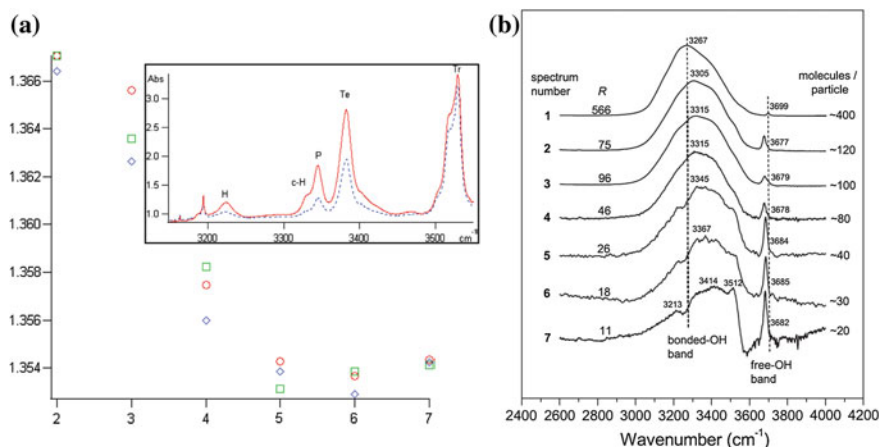 (a)
1.366
1.364
1.362
1.360
1.358
1.356
1.354
2 3 4 5 6 7
Abs
3.0
2.5
2.0
1.5
1.0
H
c-H
P
Te
Tr
3200 3300 3400 3500 cm⁻¹
(b)
spectrum number
R
molecules / particle
1 566 3267 3699 ~400
2 75 3305 3677 ~120
3 96 3315 3679 ~100
4 46 3315 3678 ~80
5 26 3345 3684 ~40
6 18 3367 3685 ~30
7 11 3213 3414 3512 3682 ~20
bonded-OH band
free-OH band
2400 2800 3200 3600 4000 4200
Wavenumber (cm⁻¹)